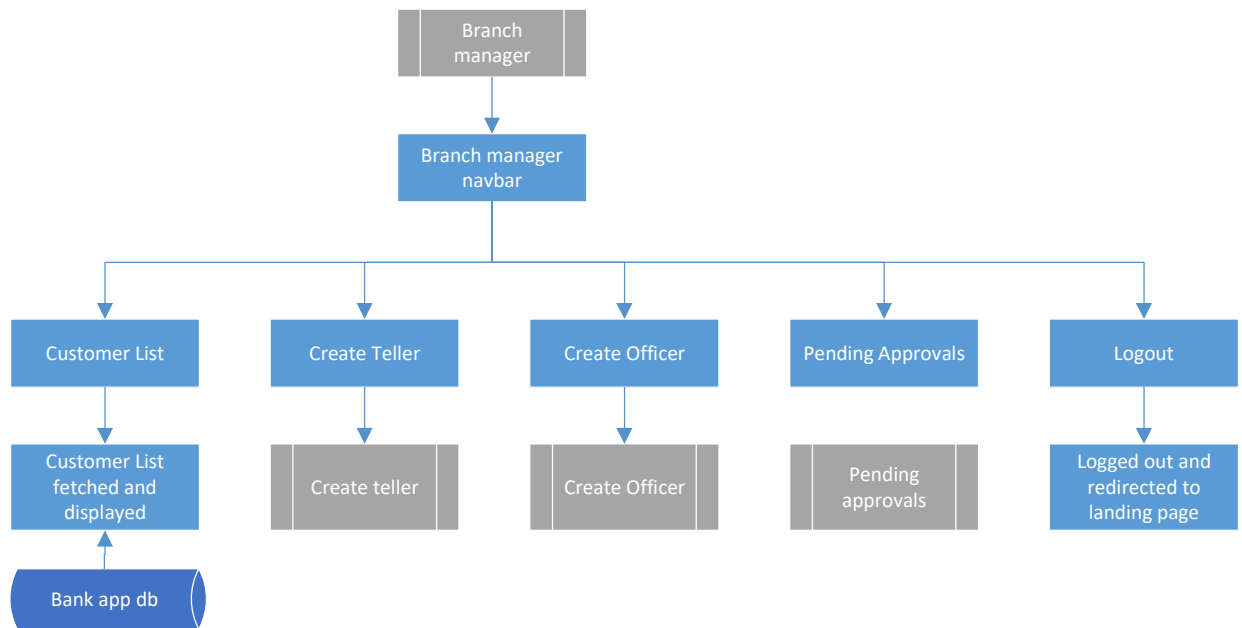 Branch
manager
Branch manager
navbar
Customer List
Create Teller
Create Officer
Pending Approvals
Logout
Customer List
fetched and
displayed
Create teller
Create Officer
Pending
approvals
Logged out and
redirected to
landing page
Bank app db